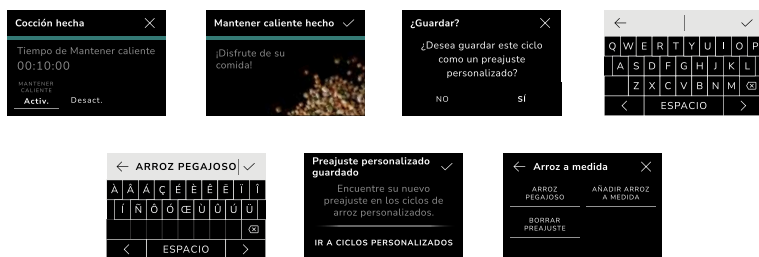 Cocción hecha
Tiempo de Mantener caliente
00:10:00
MANTENER
CALIENTE
Activ. Desact.
Mantener caliente hecho
¡Disfrute de su
comida!
¿Guardar?
¿Desea guardar este ciclo
como un preajuste
personalizado?
NO SÍ
Q W E R T Y U I O P
A S D F G H J K L
Z X C V B N M
ESPACIO
ARROZ PEGAJOSO
À Â Á Ç É È Ê Ë Ï Î
Í Ñ Ô Ó Œ Ù Û Ú Ü
ESPACIO
Preajuste personalizado
guardado
Encuentre su nuevo
preajuste en los ciclos de
arroz personalizados.
IR A CICLOS PERSONALIZADOS
Arroz a medida
ARROZ
PEGAJOSO
AÑADIR ARROZ
A MEDIDA
BORRAR
PREAJUSTE